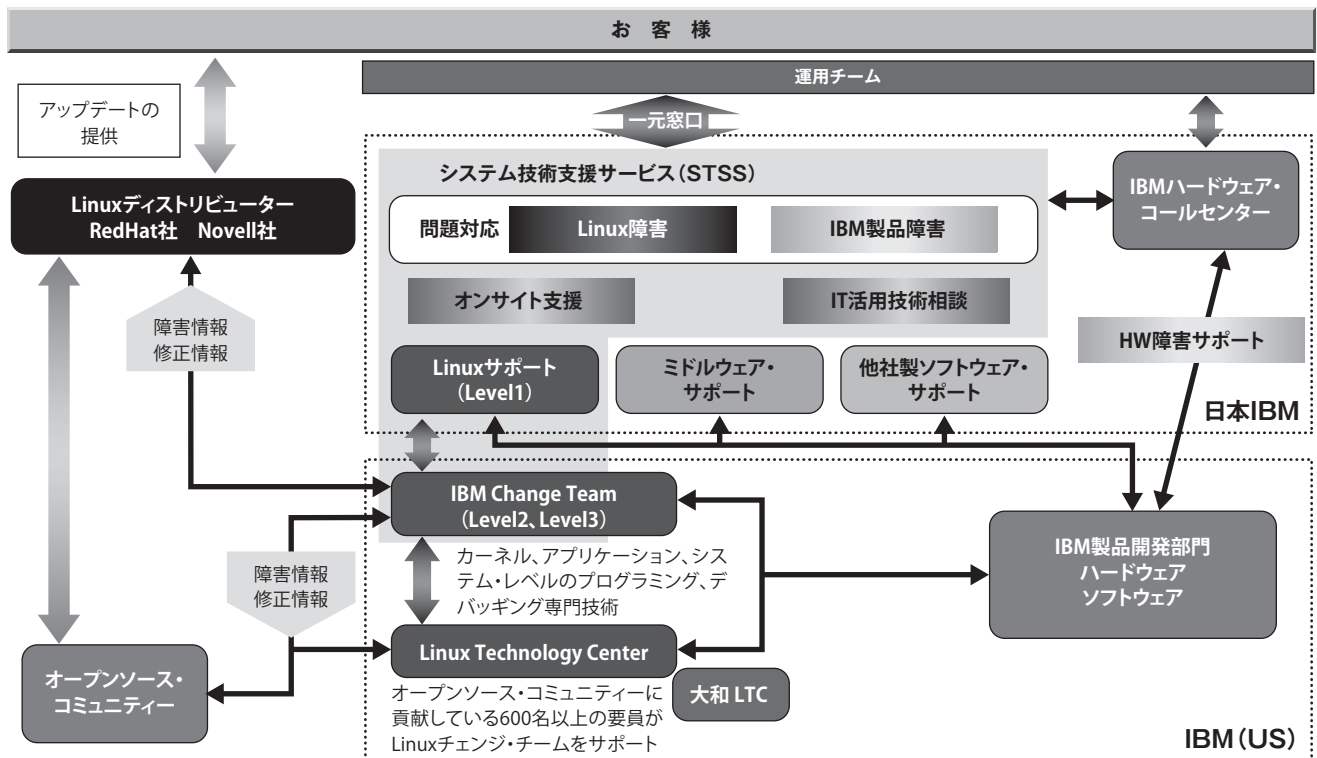 お 客 様
運用チーム
アップデートの
提供
一元窓口
システム技術支援サービス（STSS）
IBMハードウェア・
コールセンター
Linuxディストリビューター
RedHat社 Novell社
問題対応
Linux障害
IBM製品障害
オンサイト支援
IT活用技術相談
障害情報
修正情報
HW障害サポート
Linuxサポート
（Level1）
ミドルウェア・
サポート
他社製ソフトウェア・
サポート
日本IBM
IBM Change Team
（Level2、Level3）
カーネル、アプリケーション、シス
テム・レベルのプログラミング、デ
バッギング専門技術
IBM製品開発部門
ハードウェア
ソフトウェア
障害情報
修正情報
Linux Technology Center
オープンソース・
コミュニティー
大和 LTC
オープンソース・コミュニティーに
貢献している600名以上の要員が
Linuxチェンジ・チームをサポート
IBM（US）